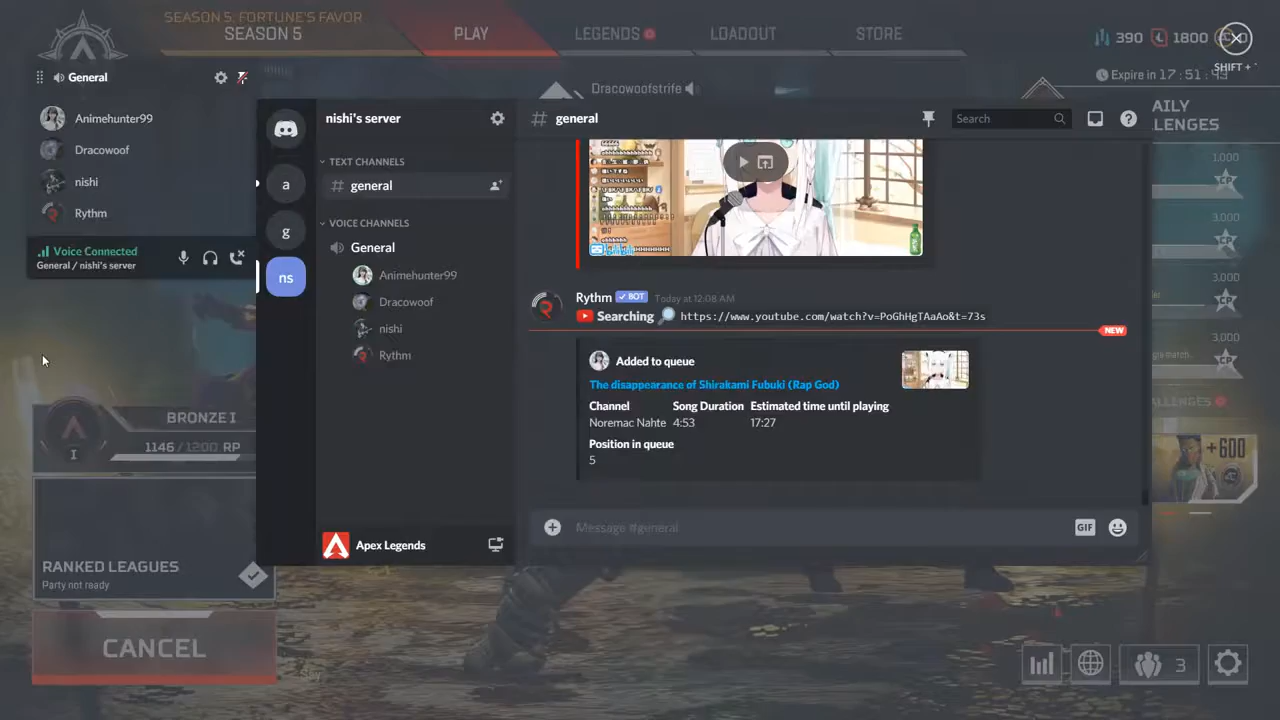 SEASON 5: FORTUNE'S FAVOR
SEASON 5
PLAY
LEGENDS
LOADOUT
STORE
390
1800
SHIFT + `
Expire in 17:51:
General
Animehunter99
Dracowoof
nishi
Rythm
Voice Connected
General / nishi's server
Dracowoofstrife
nishi's server
TEXT CHANNELS
general
VOICE CHANNELS
General
Animehunter99
Dracowoof
nishi
Rythm
Apex Legends
a
g
ns
# general
Search
Rythm BOT Today at 12:08 AM
Searching https://www.youtube.com/watch?v=PoGhHgTAaAo&t=73s
NEW
Added to queue
The disappearance of Shirakami Fubuki (Rap God)
Channel Song Duration Estimated time until playing
Noremac Nahte 4:53 17:27
Position in queue
5
Message #general
GIF
AILY
LENGES
1,000
3,000
3,000
3,000
ALLENGES
+600
BRONZE I
1146 / 1200 RP
I
RANKED LEAGUES
Party not ready
CANCEL
Say
3